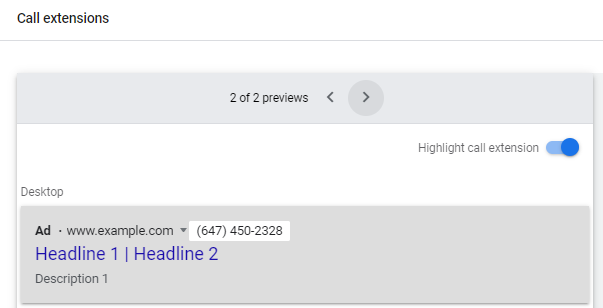 Call extensions
2 of 2 previews
Highlight call extension
Desktop
Ad · www.example.com (647) 450-2328
Headline 1 | Headline 2
Description 1